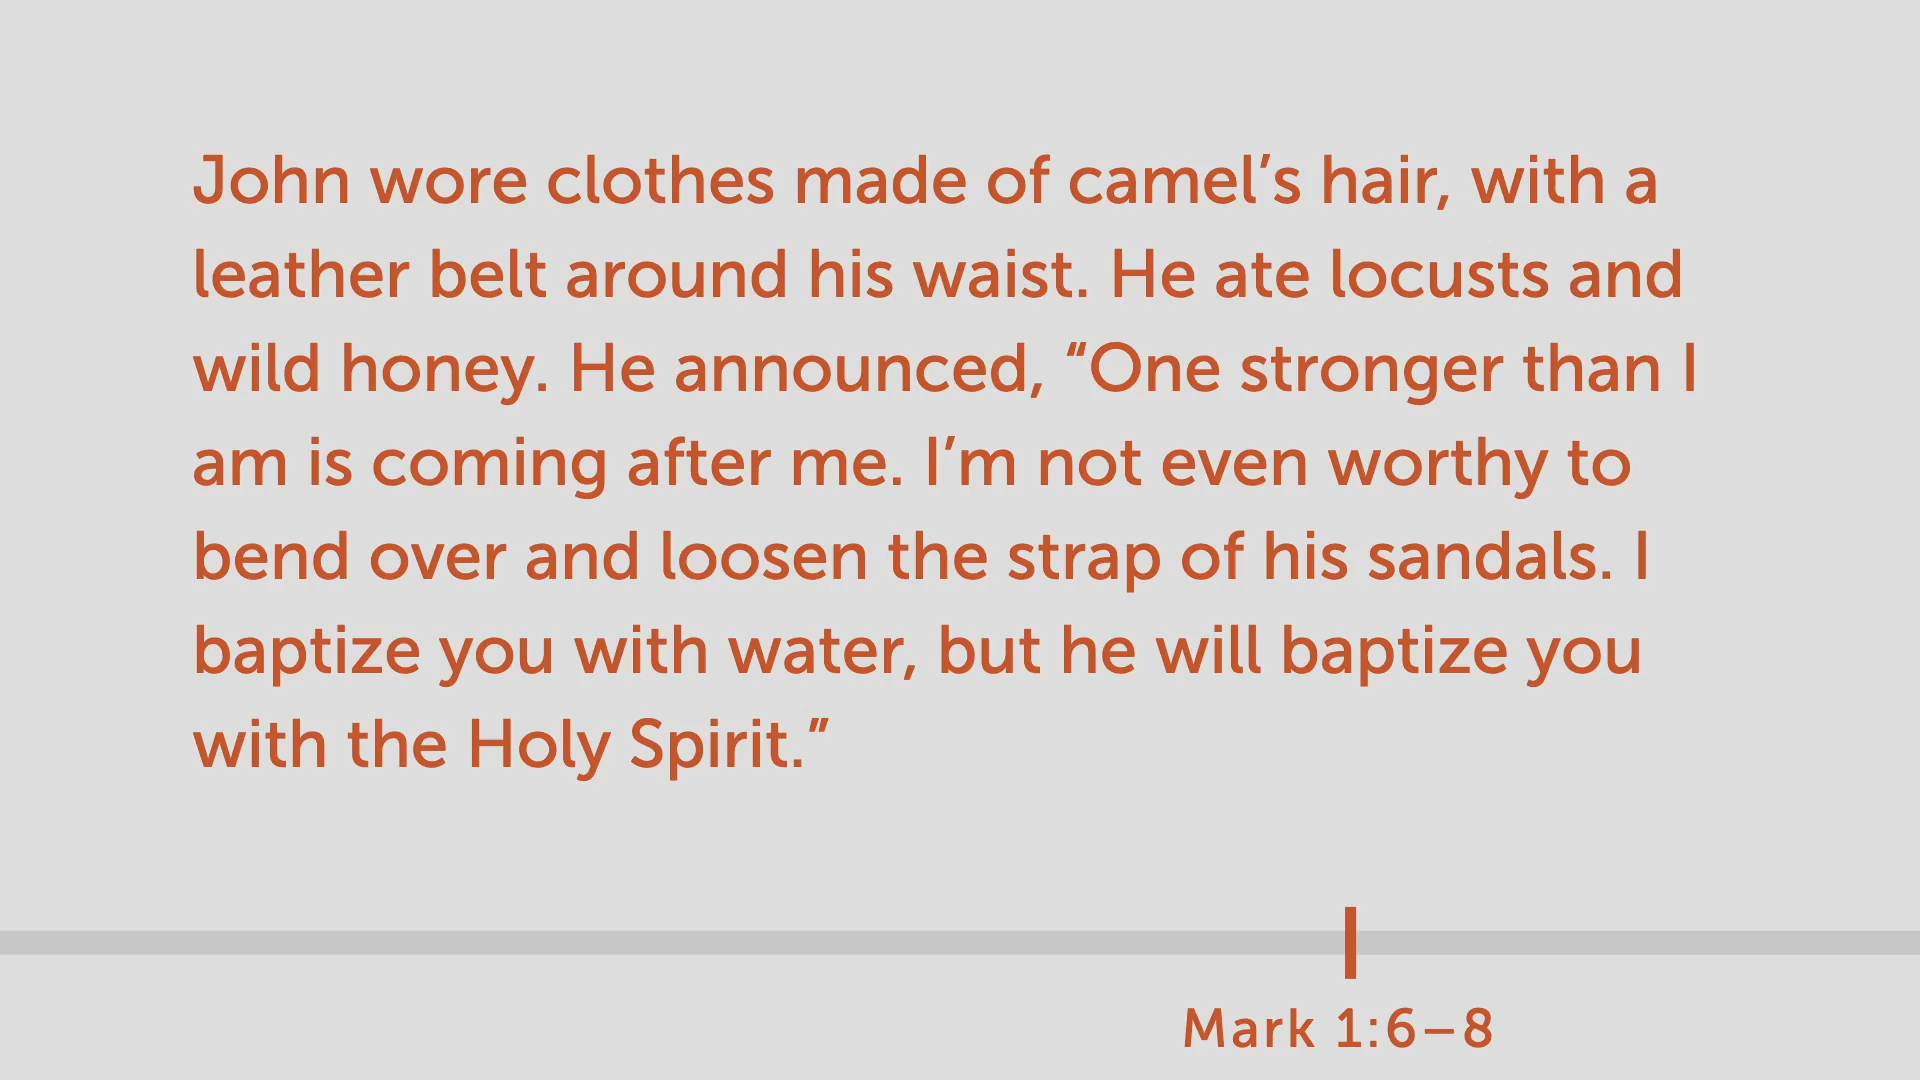 John wore clothes made of camel’s hair, with a
leather belt around his waist. He ate locusts and
wild honey. He announced, “One stronger than I
am is coming after me. I’m not even worthy to
bend over and loosen the strap of his sandals. I
baptize you with water, but he will baptize you
with the Holy Spirit.”
Mark 1:6–8